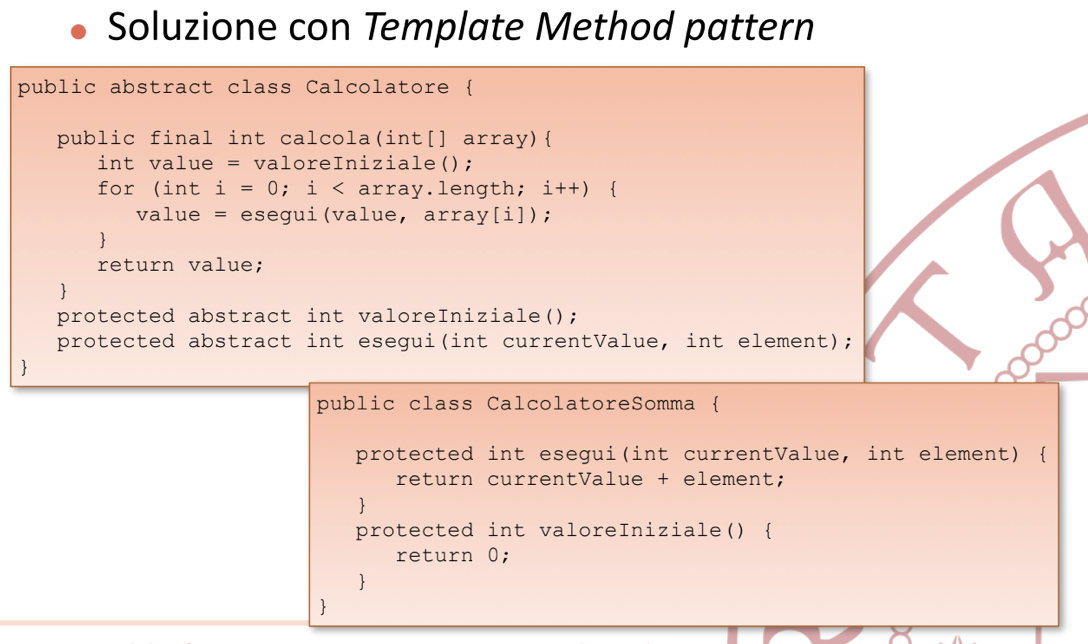 Soluzione con Template Method pattern
public abstract class Calcolatore {
public final int calcola(int[] array){
int value = valoreIniziale();
for (int i = 0; i < array.length; i++) {
value = esegui(value, array[i]);
}
return value;
}
protected abstract int valoreIniziale();
protected abstract int esegui(int currentValue, int element);
}
public class CalcolatoreSomma {
protected int esegui(int currentValue, int element) {
return currentValue + element;
}
protected int valoreIniziale() {
return 0;
}
}